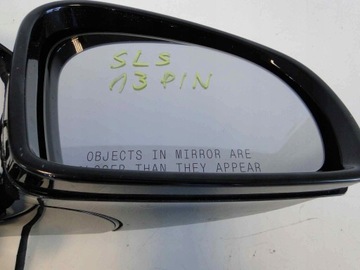 SLS
13 PIN
OBJECTS IN MIRROR ARE
THAN THEY APPEAR